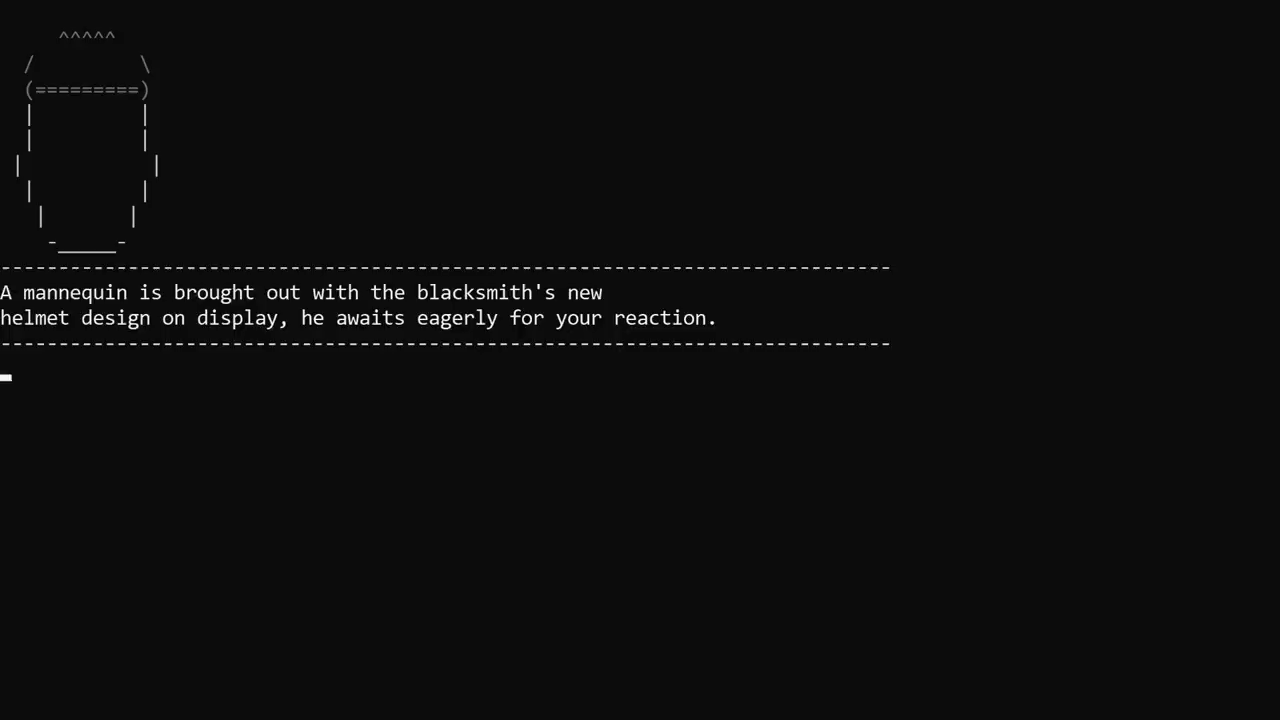 A mannequin is brought out with the blacksmith's new
helmet design on display, he awaits eagerly for your reaction.